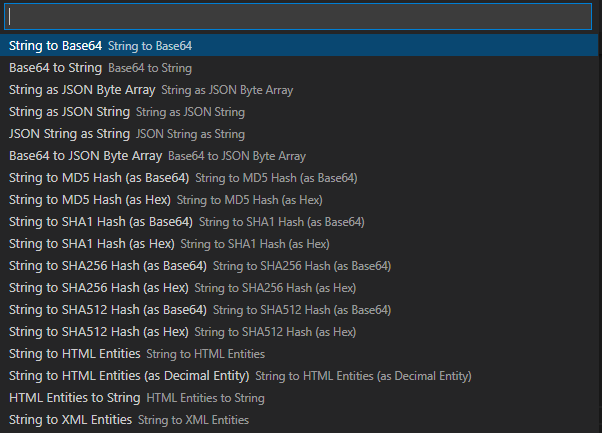 String to Base64 String to Base64
Base64 to String Base64 to String
String as JSON Byte Array String as JSON Byte Array
String as JSON String String as JSON String
JSON String as String JSON String as String
Base64 to JSON Byte Array Base64 to JSON Byte Array
String to MD5 Hash (as Base64) String to MD5 Hash (as Base64)
String to MD5 Hash (as Hex) String to MD5 Hash (as Hex)
String to SHA1 Hash (as Base64) String to SHA1 Hash (as Base64)
String to SHA1 Hash (as Hex) String to SHA1 Hash (as Hex)
String to SHA256 Hash (as Base64) String to SHA256 Hash (as Base64)
String to SHA256 Hash (as Hex) String to SHA256 Hash (as Hex)
String to SHA512 Hash (as Base64) String to SHA512 Hash (as Base64)
String to SHA512 Hash (as Hex) String to SHA512 Hash (as Hex)
String to HTML Entities String to HTML Entities
String to HTML Entities (as Decimal Entity) String to HTML Entities (as Decimal Entity)
HTML Entities to String HTML Entities to String
String to XML Entities String to XML Entities